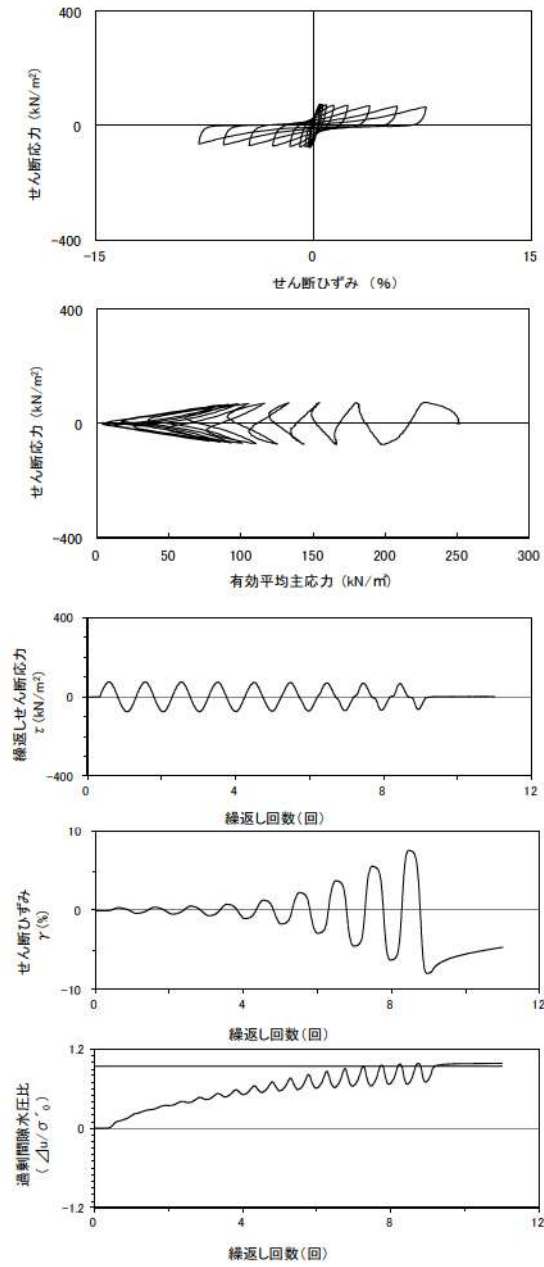 400
0
-400
せん断応力 (kN/m²)
-15
0
15
せん断ひずみ (%)
400
0
-400
せん断応力 (kN/m²)
0
50
100
150
200
250
300
有効平均主応力 (kN/㎡)
400
0
-400
繰返しせん断応力
τ (kN/m²)
0
4
8
12
繰返し回数(回)
10
0
-10
せん断ひずみ
γ(%)
0
4
8
12
繰返し回数(回)
1.2
0
-1.2
過剰間隙水圧比
(⊿u/σ´₀)
0
4
8
12
繰返し回数(回)